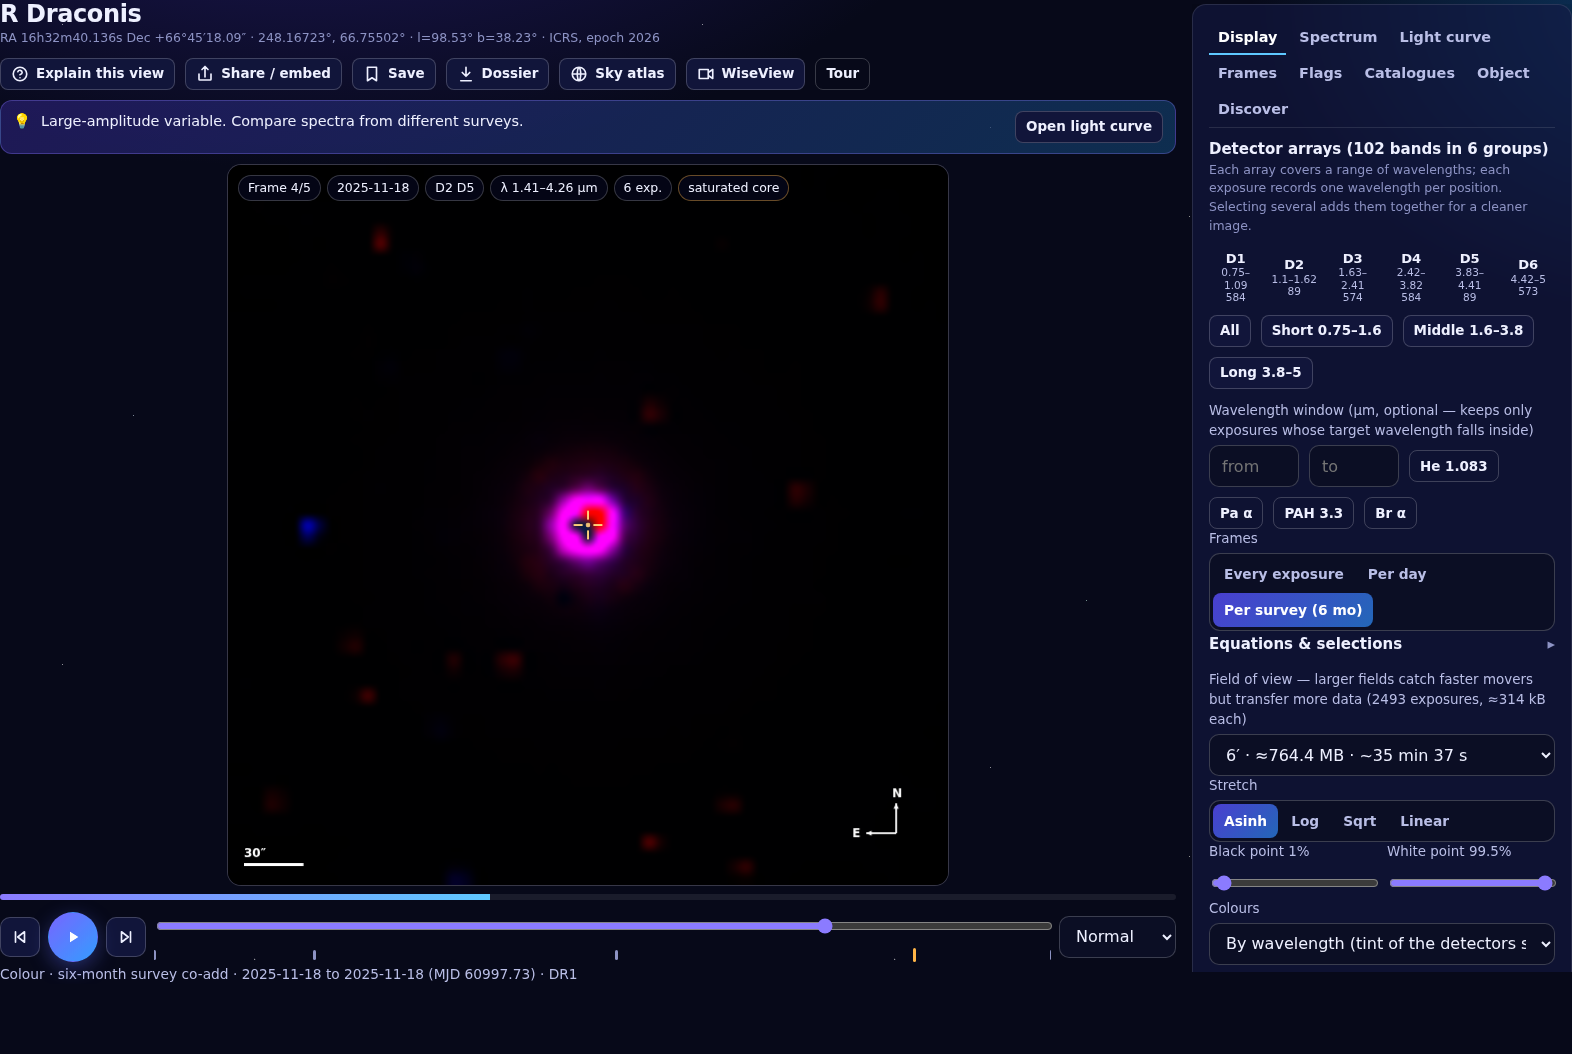 R Draconis
RA 16h32m40.136s Dec +66°45′18.09″ · 248.16723°, 66.75502° · l=98.53° b=38.23° · ICRS, epoch 2026
Explain this view
Share / embed
Save
Dossier
Sky atlas
WiseView
Tour
Large-amplitude variable. Compare spectra from different surveys.
Open light curve
Frame 4/5
2025-11-18
D2 D5
λ 1.41–4.26 µm
6 exp.
saturated core
N
E
30″
Normal
Colour · six-month survey co-add · 2025-11-18 to 2025-11-18 (MJD 60997.73) · DR1
Display Spectrum Light curve
Frames Flags Catalogues Object
Discover
Detector arrays (102 bands in 6 groups)
Each array covers a range of wavelengths; each
exposure records one wavelength per position.
Selecting several adds them together for a cleaner
image.
D1
0.75–
1.09
584
D2
1.1–1.62
89
D3
1.63–
2.41
574
D4
2.42–
3.82
584
D5
3.83–
4.41
89
D6
4.42–5
573
All
Short 0.75–1.6
Middle 1.6–3.8
Long 3.8–5
Wavelength window (µm, optional — keeps only
exposures whose target wavelength falls inside)
from
to
He 1.083
Pa α
PAH 3.3
Br α
Frames
Every exposure
Per day
Per survey (6 mo)
Equations & selections
Field of view — larger fields catch faster movers
but transfer more data (2493 exposures, ≈314 kB
each)
6′ · ≈764.4 MB · ~35 min 37 s
Stretch
Asinh
Log
Sqrt
Linear
Black point 1%
White point 99.5%
Colours
By wavelength (tint of the detectors s